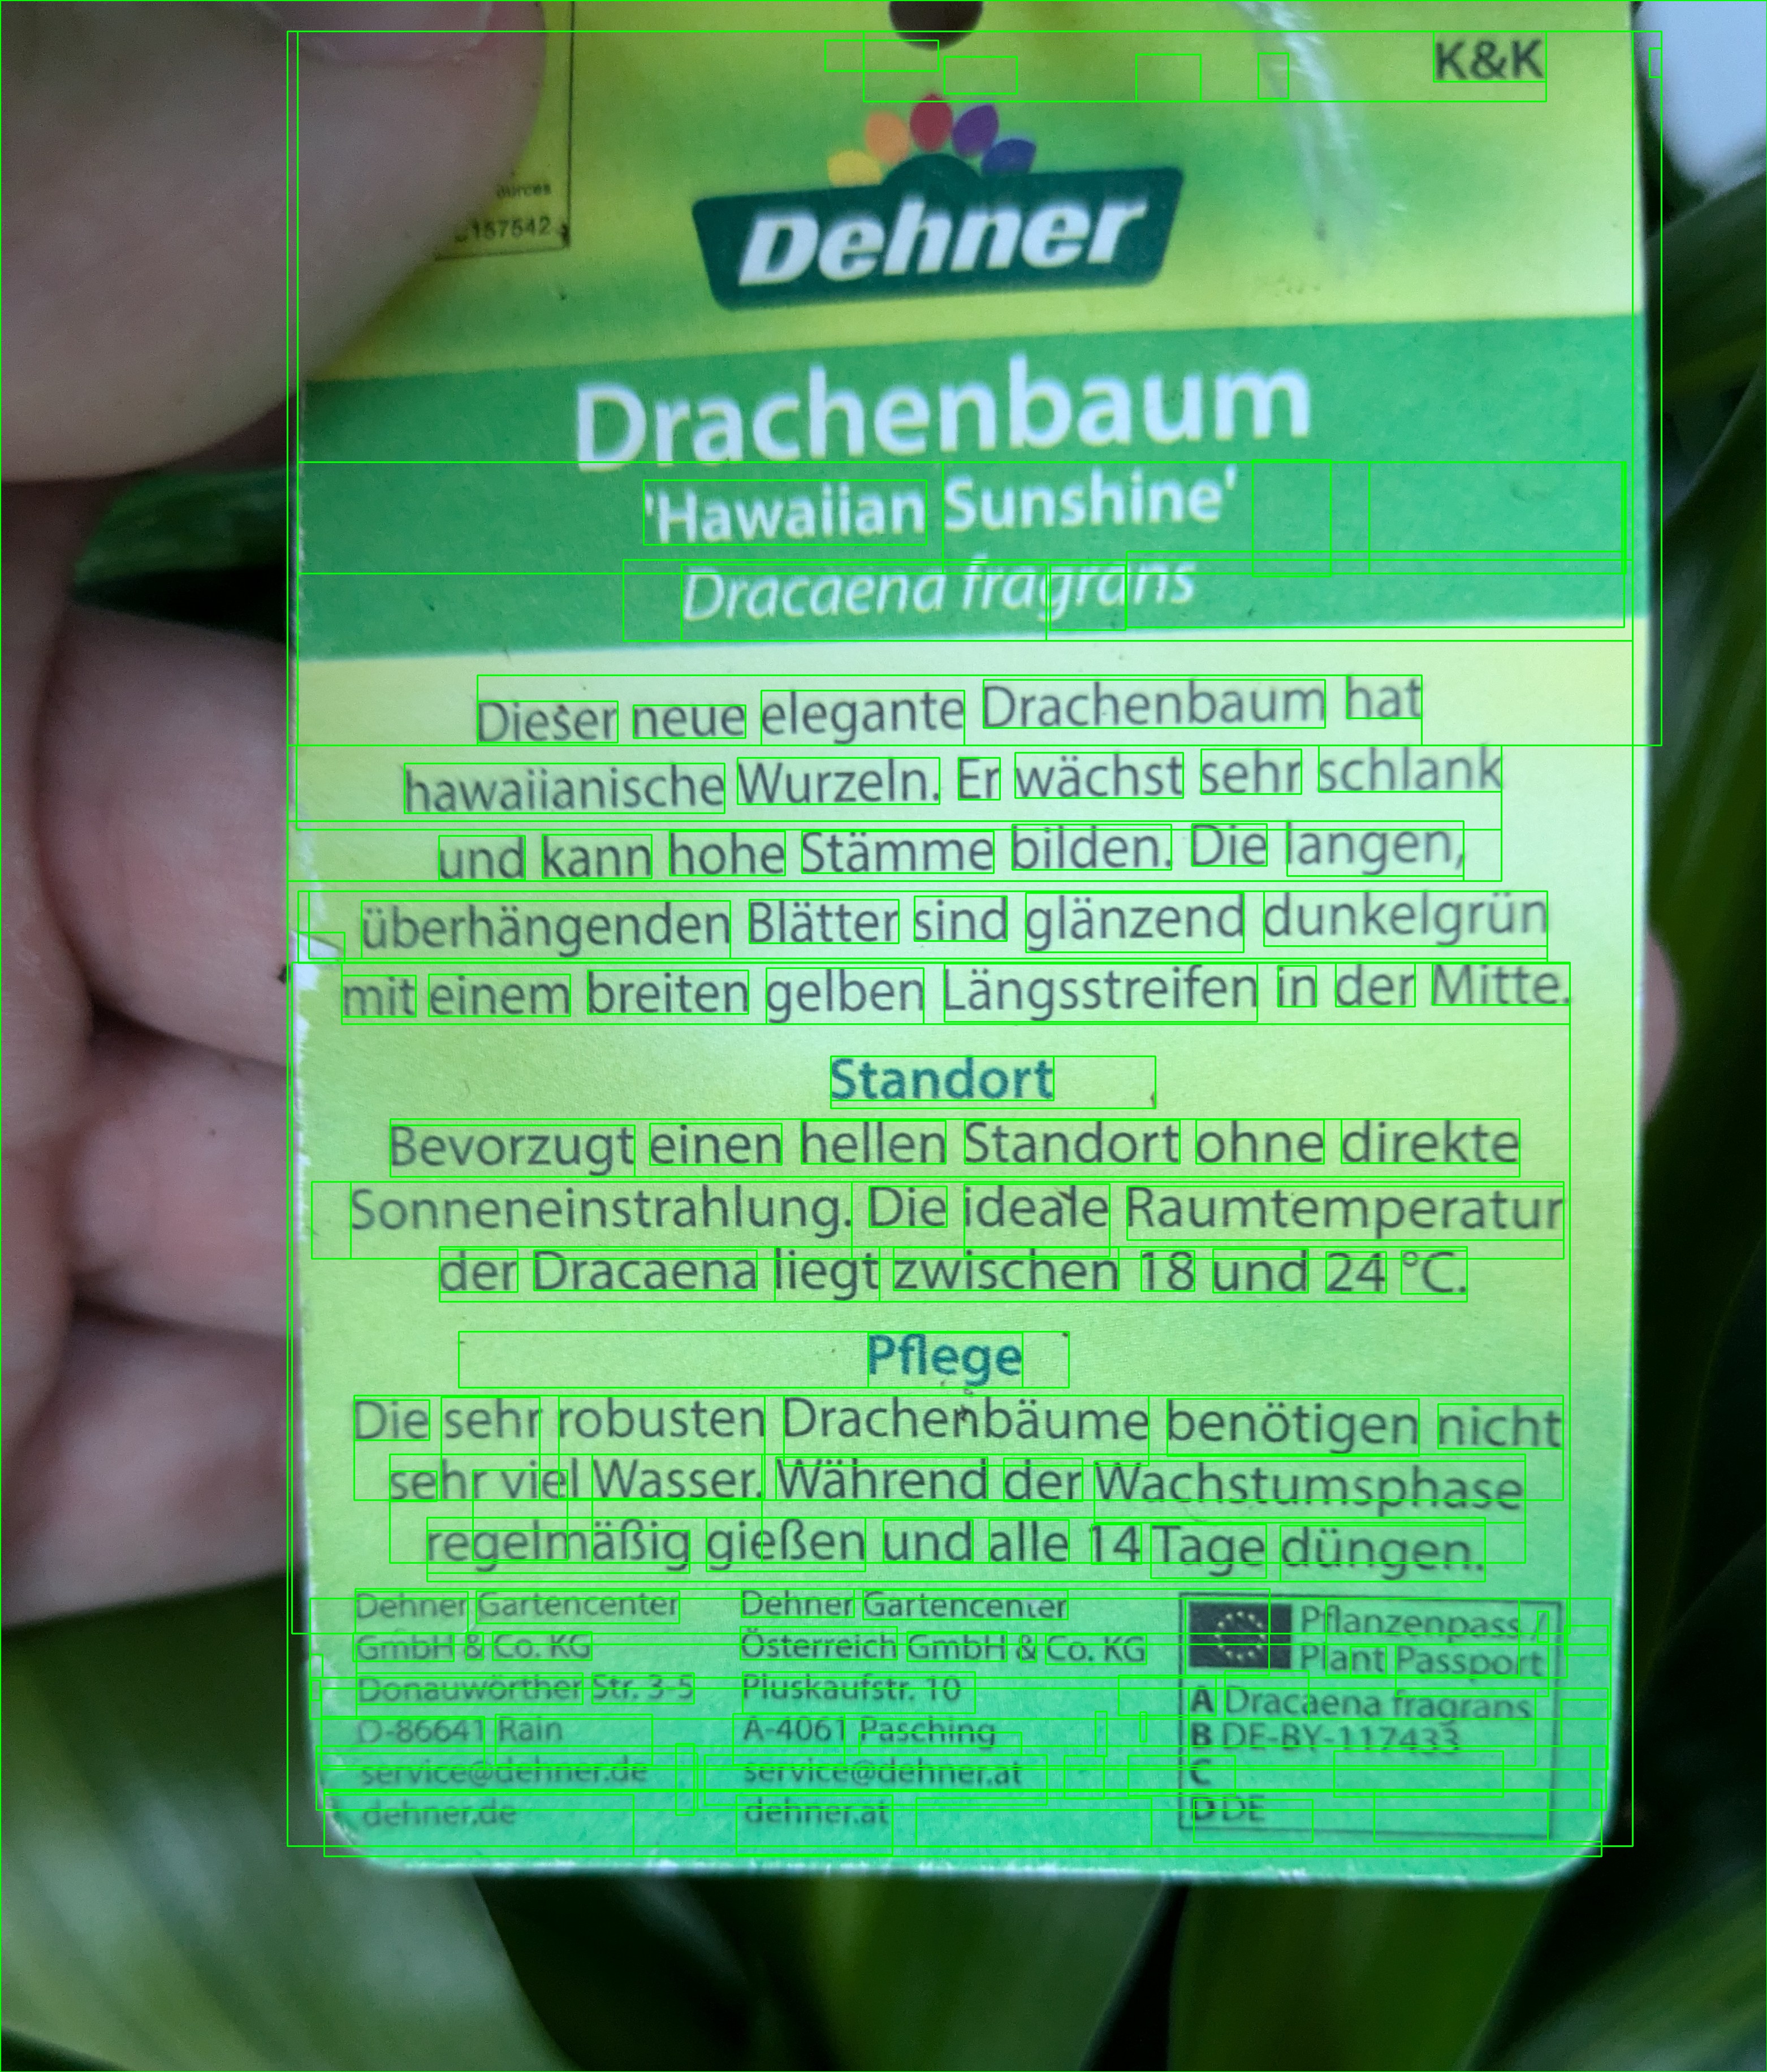 K&K
ources
157542
Dehner
Drachenbaum
'Hawaiian Sunshine'
Dracaena fragrans
Dieser neue elegante Drachenbaum hat
hawaiianische Wurzeln. Er wächst sehr schlank
und kann hohe Stämme bilden. Die langen,
überhängenden Blätter sind glänzend dunkelgrün
mit einem breiten gelben Längsstreifen in der Mitte.
Standort
Bevorzugt einen hellen Standort ohne direkte
Sonneneinstrahlung. Die ideale Raumtemperatur
der Dracaena liegt zwischen 18 und 24 °C.
Pflege
Die sehr robusten Drachenbäume benötigen nicht
sehr viel Wasser. Während der Wachstumsphase
regelmäßig gießen und alle 14 Tage düngen.
Dehner Gartencenter
GmbH & Co. KG
Donauwörther Str. 3-5
D-86641 Rain
service@dehner.de
dehner.de
Dehner Gartencenter
Österreich GmbH & Co. KG
Pluskaufstr. 10
A-4061 Pasching
service@dehner.at
dehner.at
Pflanzenpass /
Plant Passport
A Dracaena fragrans
B DE-BY-117433
C
D DE